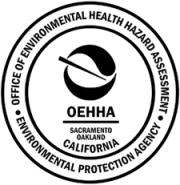 • OFFICE OF ENVIRONMENTAL HEALTH HAZARD ASSESSMENT •
OEHHA
SACRAMENTO
OAKLAND
CALIFORNIA
ENVIRONMENTAL PROTECTION AGENCY